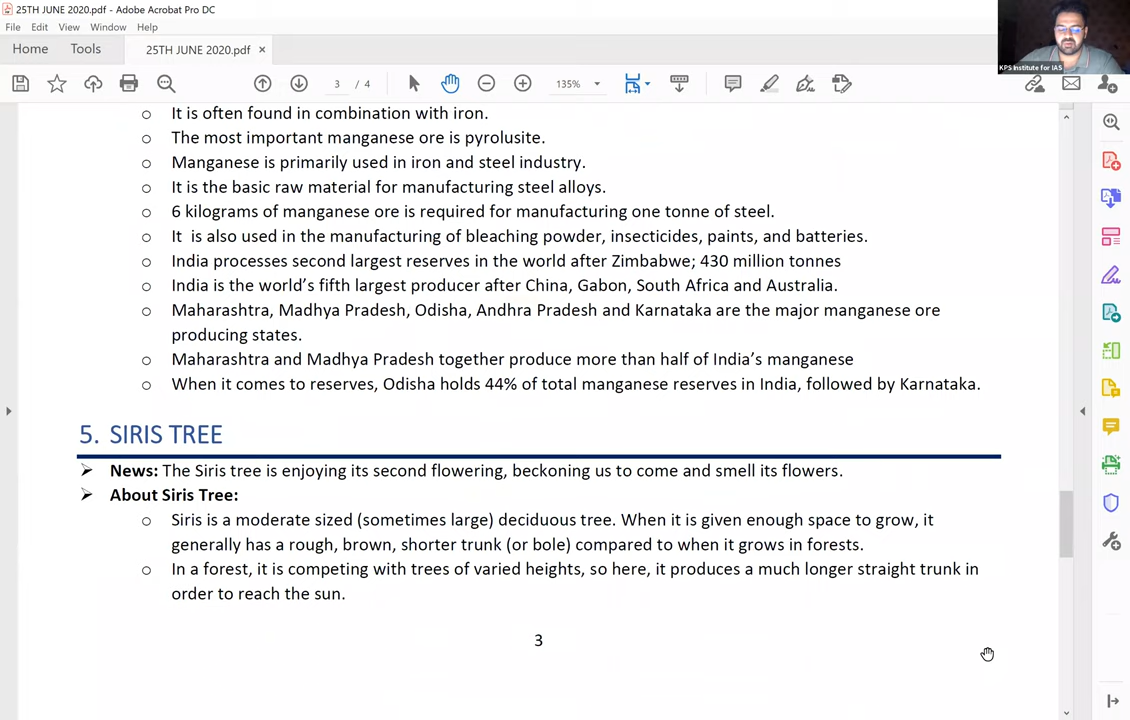 25TH JUNE 2020.pdf - Adobe Acrobat Pro DC
File Edit View Window Help
Home Tools 25TH JUNE 2020.pdf ×
3 / 4 135%
KPS Institute for IAS
o It is often found in combination with iron.
o The most important manganese ore is pyrolusite.
o Manganese is primarily used in iron and steel industry.
o It is the basic raw material for manufacturing steel alloys.
o 6 kilograms of manganese ore is required for manufacturing one tonne of steel.
o It is also used in the manufacturing of bleaching powder, insecticides, paints, and batteries.
o India processes second largest reserves in the world after Zimbabwe; 430 million tonnes
o India is the world's fifth largest producer after China, Gabon, South Africa and Australia.
o Maharashtra, Madhya Pradesh, Odisha, Andhra Pradesh and Karnataka are the major manganese ore
producing states.
o Maharashtra and Madhya Pradesh together produce more than half of India's manganese
o When it comes to reserves, Odisha holds 44% of total manganese reserves in India, followed by Karnataka.
5. SIRIS TREE
➢ News: The Siris tree is enjoying its second flowering, beckoning us to come and smell its flowers.
➢ About Siris Tree:
o Siris is a moderate sized (sometimes large) deciduous tree. When it is given enough space to grow, it
generally has a rough, brown, shorter trunk (or bole) compared to when it grows in forests.
o In a forest, it is competing with trees of varied heights, so here, it produces a much longer straight trunk in
order to reach the sun.
3